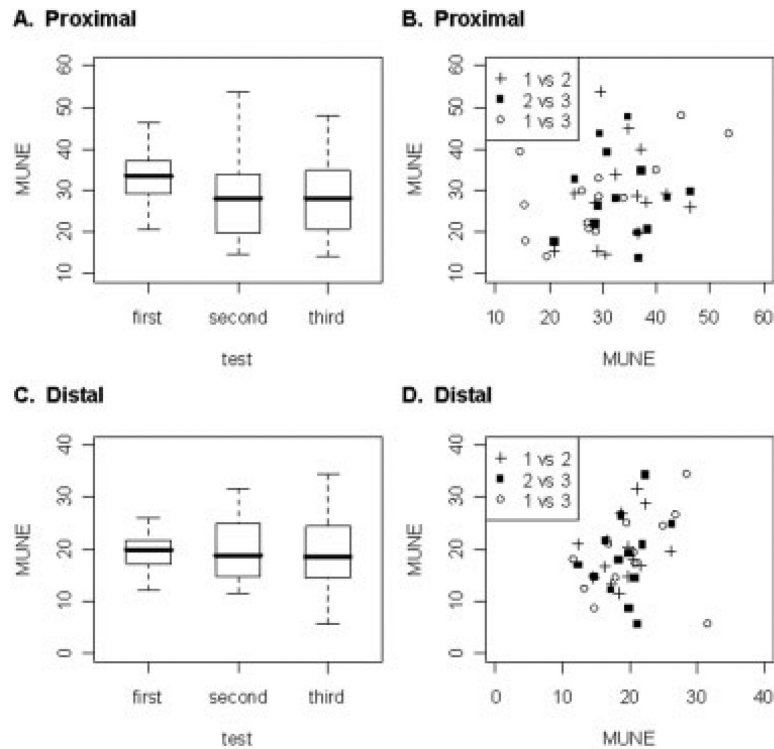 A. Proximal
MUNE
60
50
40
30
20
10
first second third
test
B. Proximal
MUNE
60
50
40
30
20
10
1 vs 2
2 vs 3
1 vs 3
10 20 30 40 50 60
MUNE
C. Distal
MUNE
40
30
20
10
0
first second third
test
D. Distal
MUNE
40
30
20
10
0
1 vs 2
2 vs 3
1 vs 3
0 10 20 30 40
MUNE